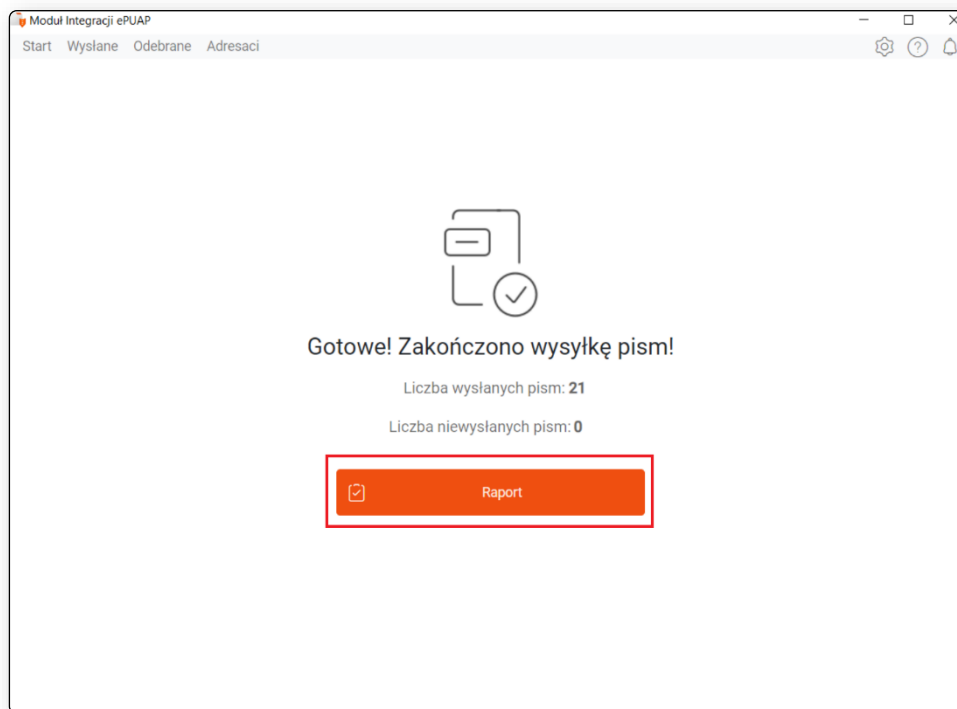 Moduł Integracji ePUAP
Start Wysłane Odebrane Adresaci
Gotowe! Zakończono wysyłkę pism!
Liczba wysłanych pism: 21
Liczba niewysłanych pism: 0
Raport